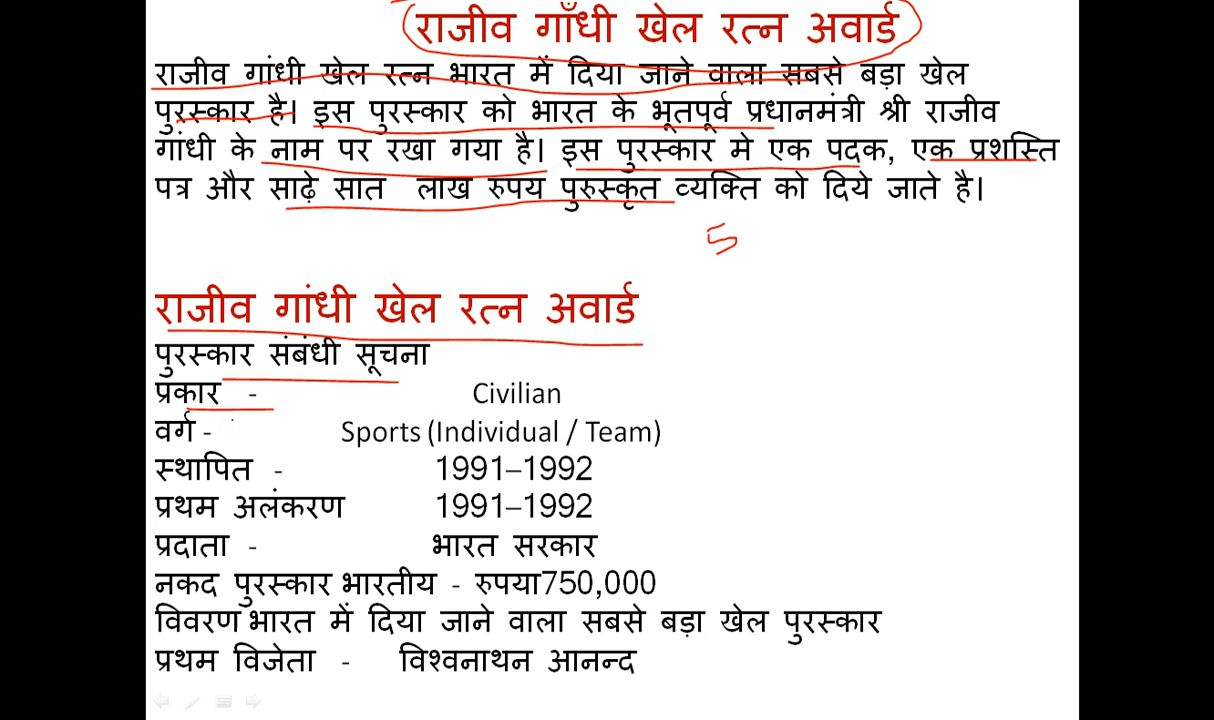 राजीव गाँधी खेल रत्न अवार्ड
राजीव गांधी खेल रत्न भारत में दिया जाने वाला सबसे बड़ा खेल
पुरस्कार है। इस पुरस्कार को भारत के भूतपूर्व प्रधानमंत्री श्री राजीव
गांधी के नाम पर रखा गया है। इस पुरस्कार मे एक पदक, एक प्रशस्ति
पत्र और साढ़े सात लाख रुपय पुरुस्कृत व्यक्ति को दिये जाते है।
5
राजीव गांधी खेल रत्न अवार्ड
पुरस्कार संबंधी सूचना
प्रकार - Civilian
वर्ग - Sports (Individual / Team)
स्थापित - 1991–1992
प्रथम अलंकरण 1991–1992
प्रदाता - भारत सरकार
नकद पुरस्कार भारतीय - रुपया750,000
विवरण भारत में दिया जाने वाला सबसे बड़ा खेल पुरस्कार
प्रथम विजेता - विश्वनाथन आनन्द